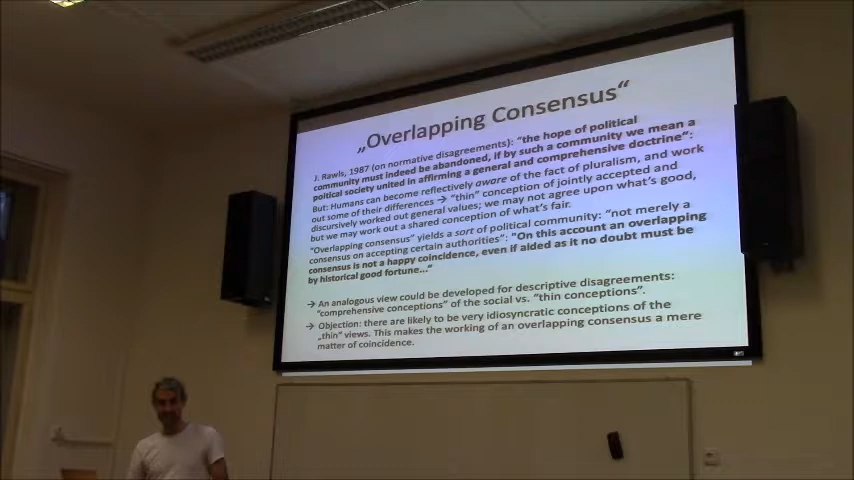 „Overlapping Consensus“
J. Rawls, 1987 (on normative disagreements): “the hope of political
community must indeed be abandoned, if by such a community we mean a
political society united in affirming a general and comprehensive doctrine”:
But: Humans can become reflectively aware of the fact of pluralism, and work
out some of their differences → “thin” conception of jointly accepted and
discursively worked out general values; we may not agree upon what’s good,
but we may work out a shared conception of what’s fair.
“Overlapping Consensus” yields a sort of political community: “not merely a
consensus on accepting certain authorities”: “On this account an overlapping
consensus is not a happy coincidence, even if aided as it no doubt must be
by historical good fortune...“
→ An analogous view could be developed for descriptive disagreements:
“comprehensive conceptions” of the social vs. “thin conceptions”.
→ Objection: there are likely to be very idiosyncratic conceptions of the
„thin“ views. This makes the working of an overlapping consensus a mere
matter of coincidence.